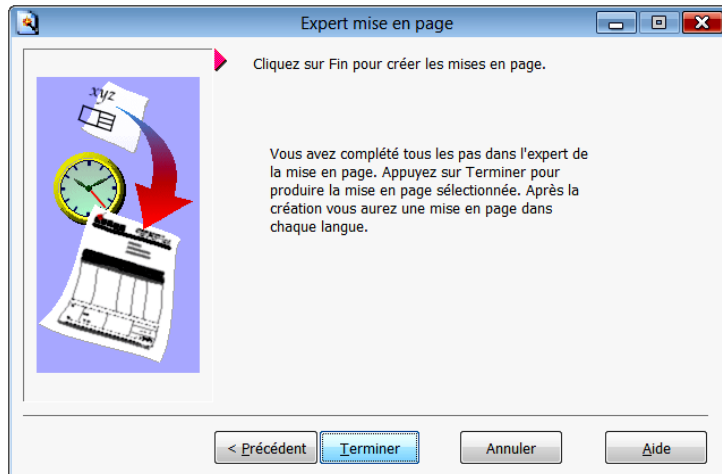 Expert mise en page
Cliquez sur Fin pour créer les mises en page.
xyz
Vous avez complété tous les pas dans l'expert de
la mise en page. Appuyez sur Terminer pour
produire la mise en page sélectionnée. Après la
création vous aurez une mise en page dans
chaque langue.
< Précédent
Terminer
Annuler
Aide